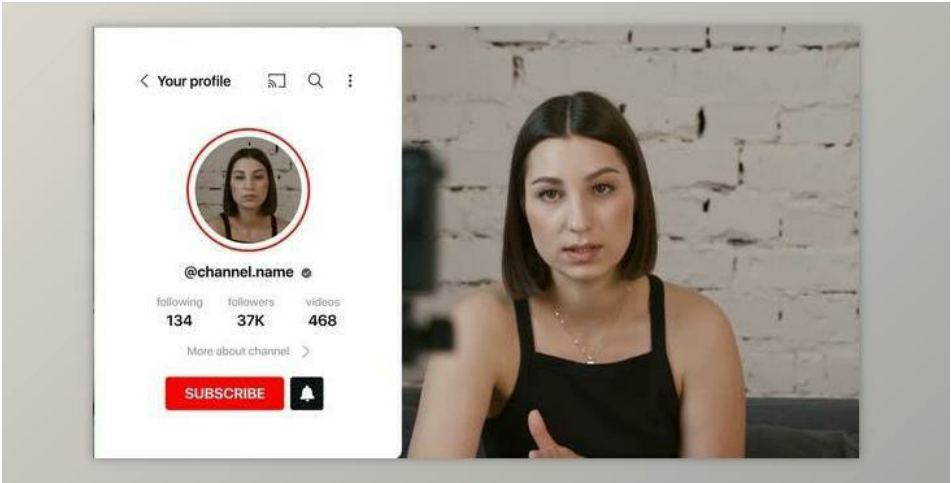 Your profile
@channel.name
following followers videos
134 37K 468
More about channel
SUBSCRIBE